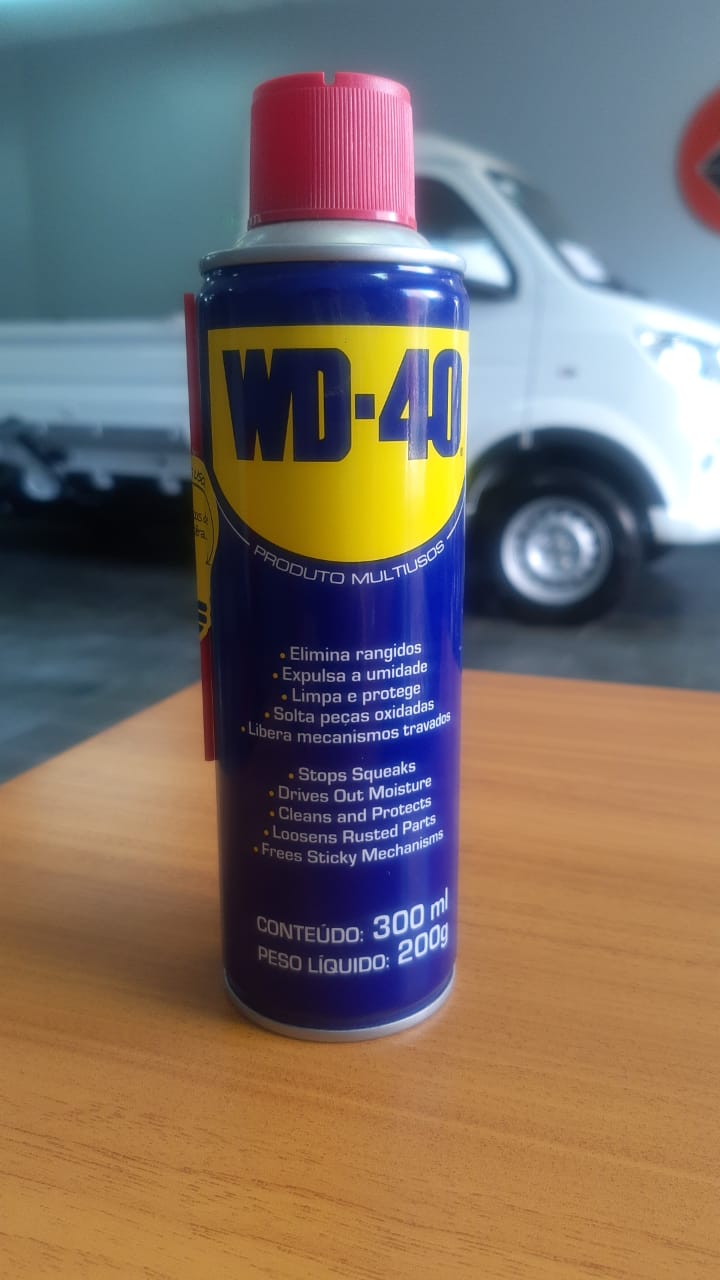 WD-40
PRODUTO MULTIUSOS
• Elimina rangidos
• Expulsa a umidade
• Limpa e protege
• Solta peças oxidadas
• Libera mecanismos travados
• Stops Squeaks
• Drives Out Moisture
• Cleans and Protects
• Loosens Rusted Parts
• Frees Sticky Mechanisms
CONTEÚDO: 300 ml
PESO LÍQUIDO: 200g